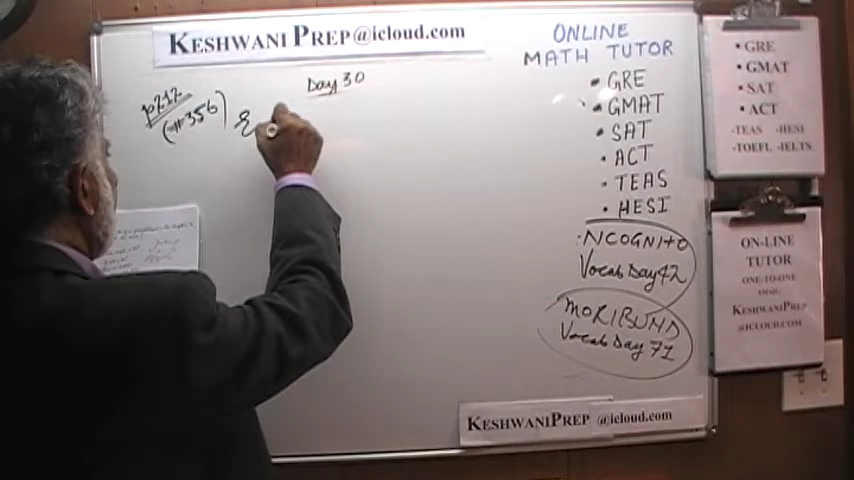 KESHWANI PREP@icloud.com
Day 30
p212
(#356)
&
ONLINE
MATH TUTOR
• GRE
• GMAT
• SAT
• ACT
• TEAS
• HESI
INCOGNITO
Vocab Day 42
MORIBUND
Vocab Day 71
KESHWANIPREP @icloud.com
• GRE
• GMAT
• SAT
• ACT
-TEAS -HESI
-TOEFL -IELTS
ON-LINE
TUTOR
ONE-TO-ONE
EMAIL:
KESHWANIPREP
@ICLOUD.COM